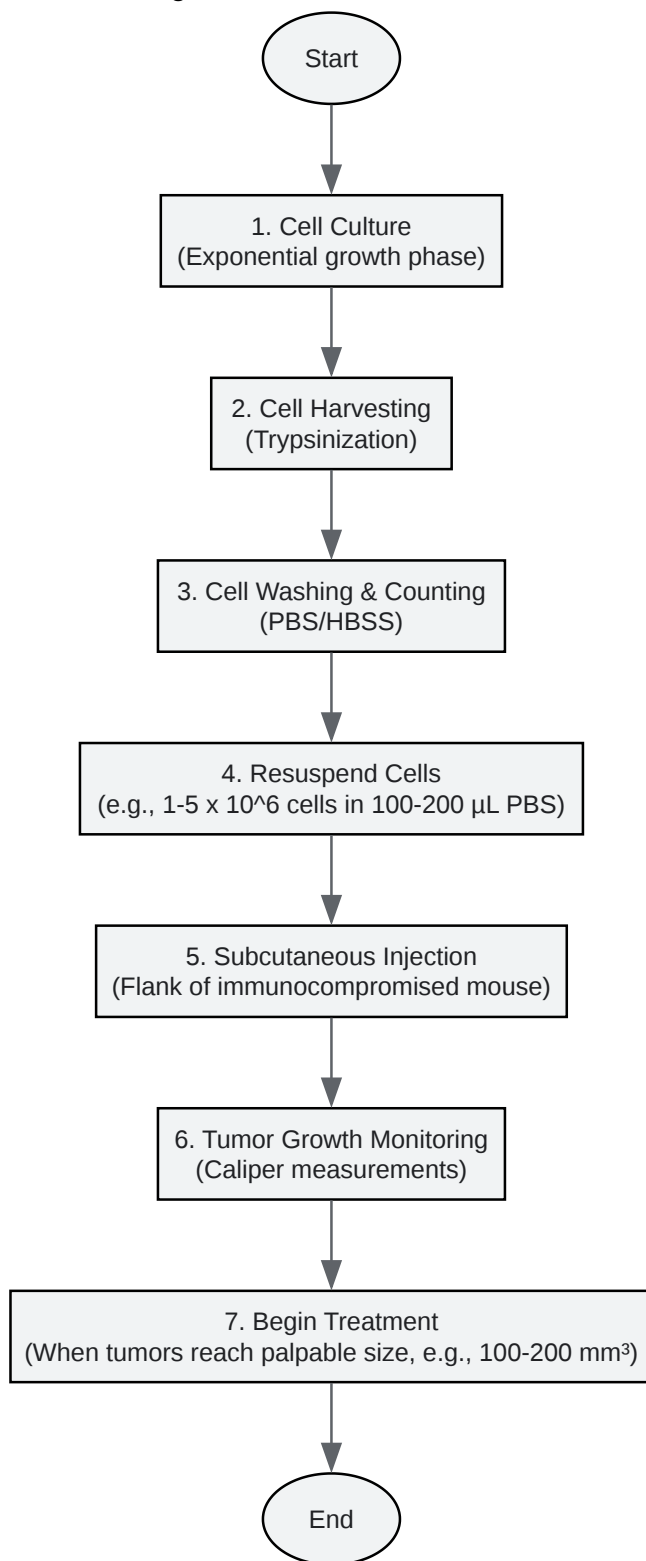 Start
1. Cell Culture
(Exponential growth phase)
2. Cell Harvesting
(Trypsinization)
3. Cell Washing & Counting
(PBS/HBSS)
4. Resuspend Cells
(e.g., 1-5 x 10^6 cells in 100-200 µL PBS)
5. Subcutaneous Injection
(Flank of immunocompromised mouse)
6. Tumor Growth Monitoring
(Caliper measurements)
7. Begin Treatment
(When tumors reach palpable size, e.g., 100-200 mm³)
End